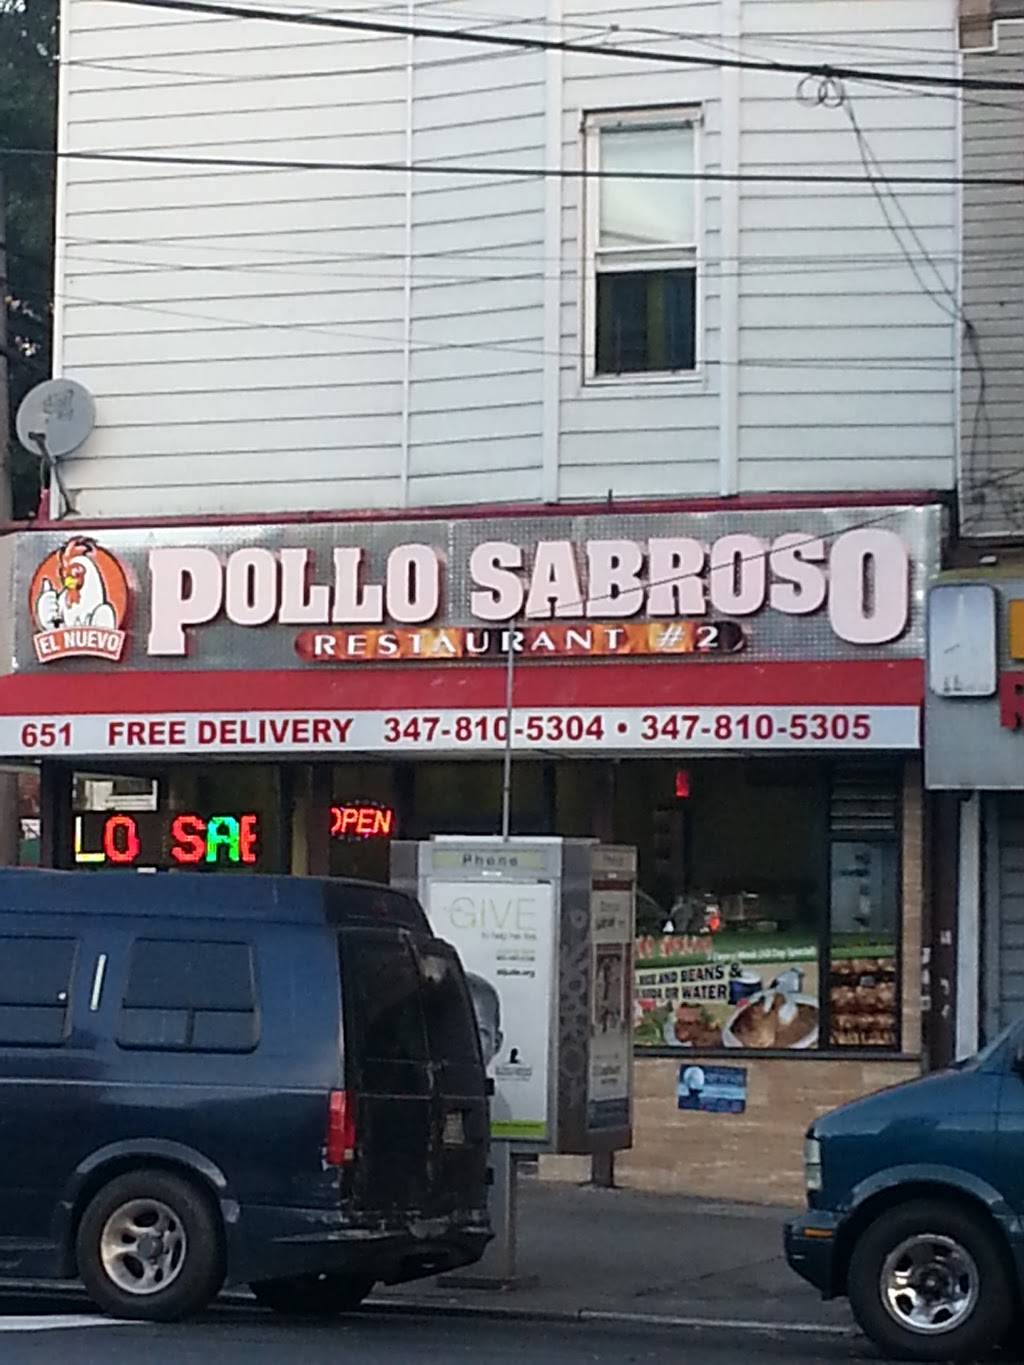 POLLO SABROSO
EL NUEVO
RESTAURANT #2
651 FREE DELIVERY 347-810-5304 • 347-810-5305
LO SAB
OPEN
Phone
GIVE
RICE AND BEANS &
SODA OR WATER